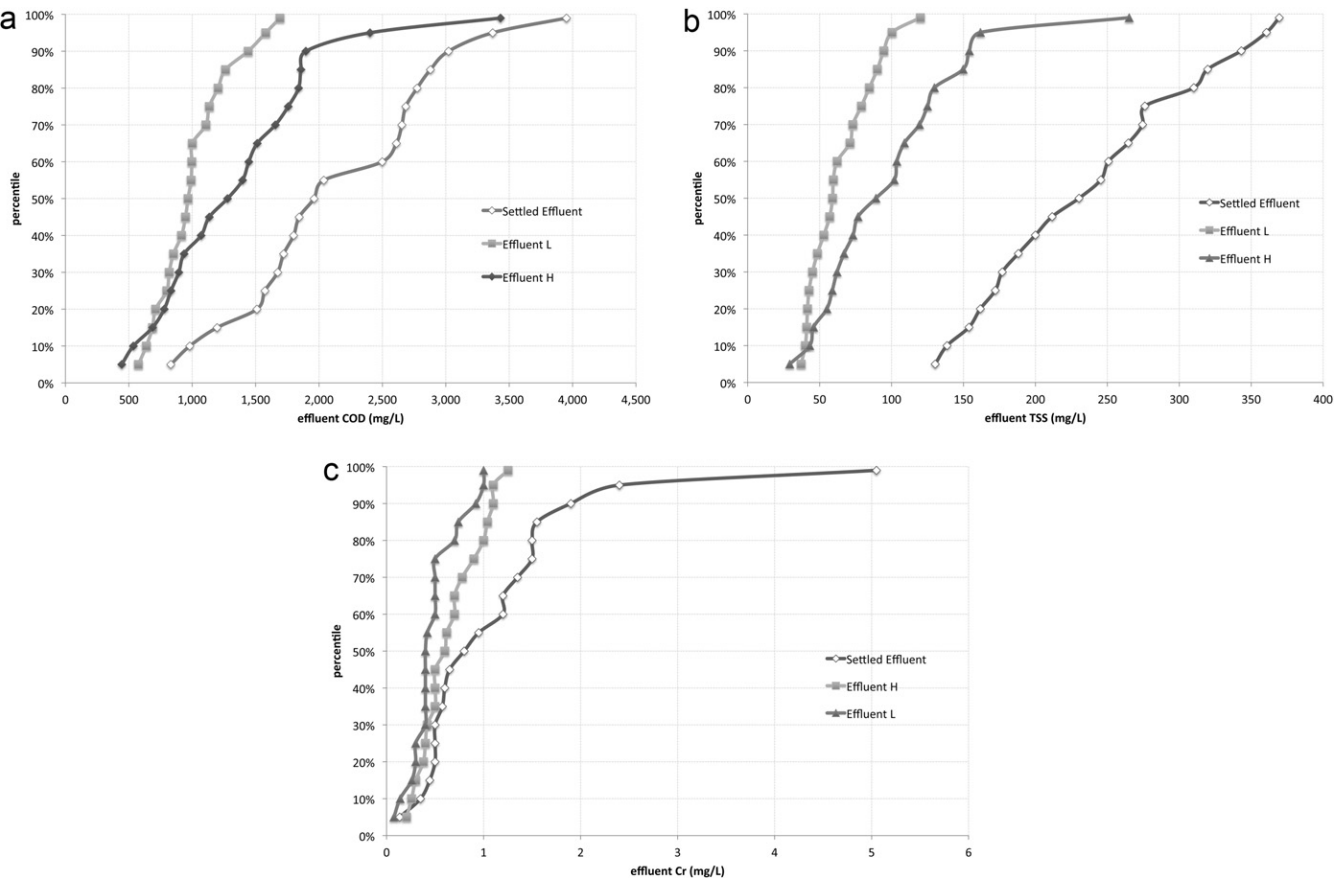 a
100%
90%
80%
70%
60%
50%
40%
30%
20%
10%
0%
percentile
0 500 1,000 1,500 2,000 2,500 3,000 3,500 4,000 4,500
effluent COD (mg/L)
Settled Effluent
Effluent L
Effluent H
b
100%
90%
80%
70%
60%
50%
40%
30%
20%
10%
0%
percentile
0 50 100 150 200 250 300 350 400
effluent TSS (mg/L)
Settled Effluent
Effluent L
Effluent H
c
100%
90%
80%
70%
60%
50%
40%
30%
20%
10%
0%
percentile
0 1 2 3 4 5 6
effluent Cr (mg/L)
Settled Effluent
Effluent H
Effluent L